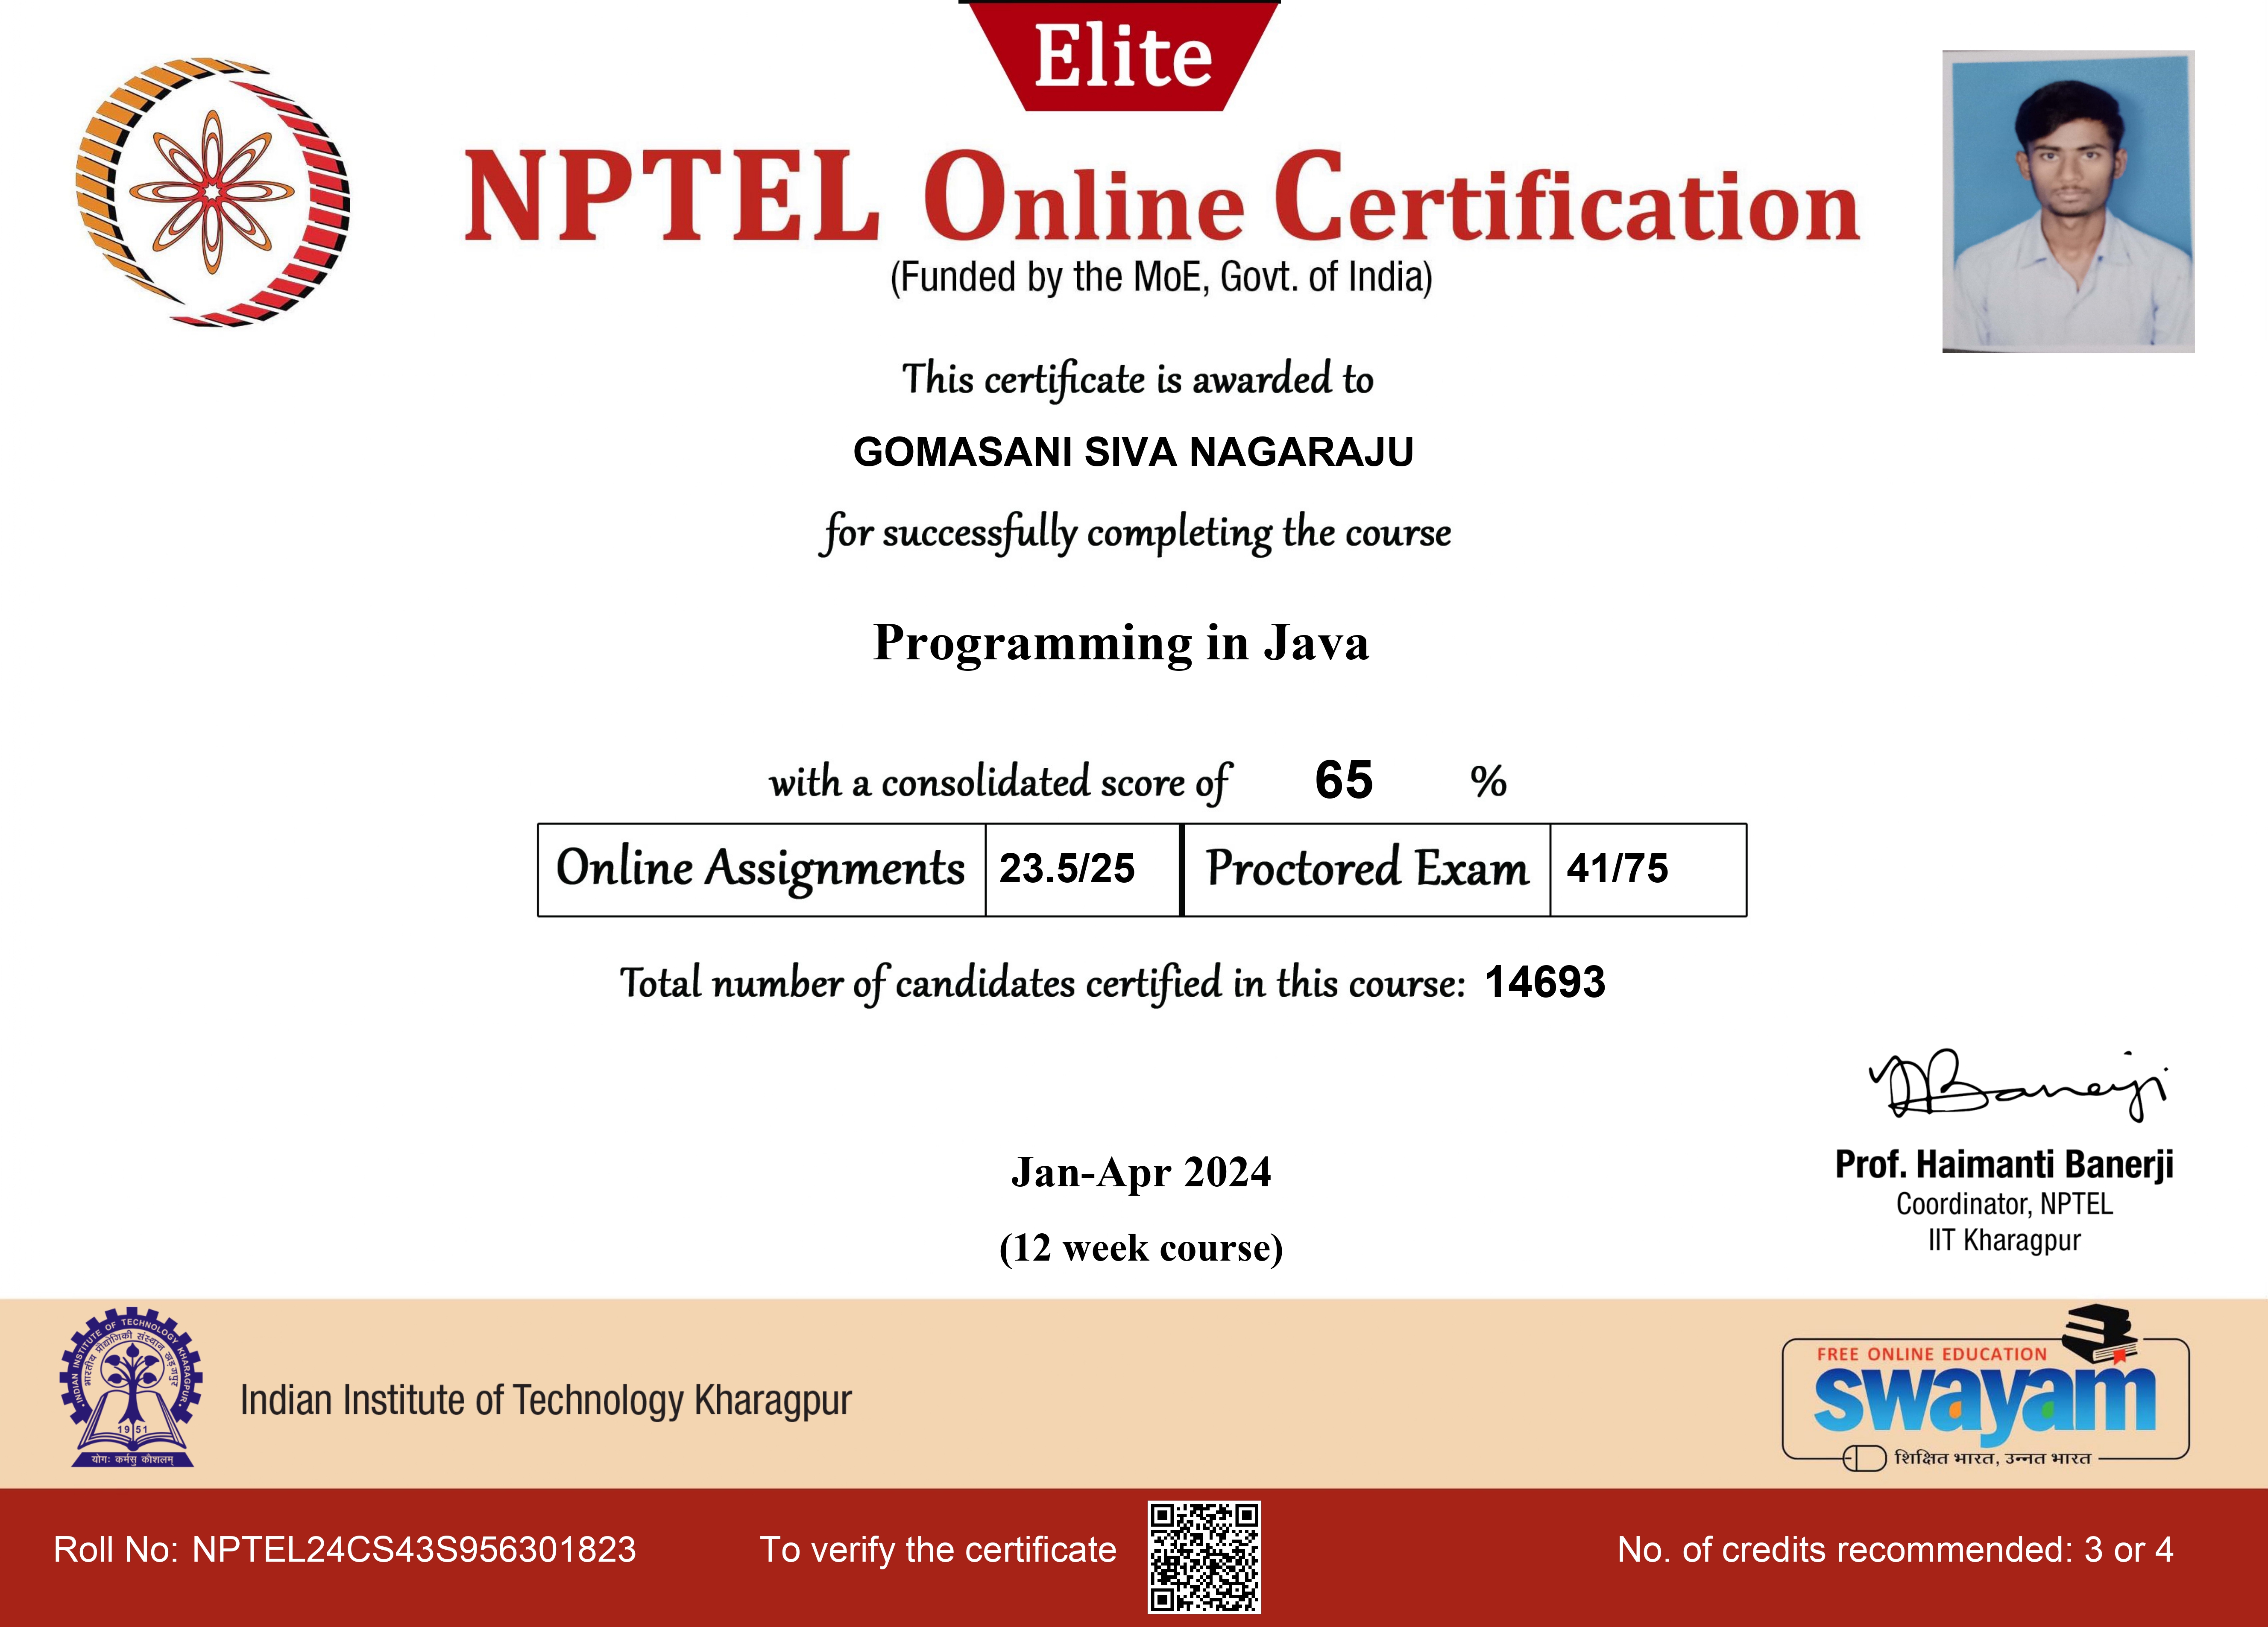 Elite
NPTEL Online Certification
(Funded by the MoE, Govt. of India)
This certificate is awarded to
GOMASANI SIVA NAGARAJU
for successfully completing the course
Programming in Java
with a consolidated score of 65 %
Online Assignments 23.5/25 Proctored Exam 41/75
Total number of candidates certified in this course: 14693
Banerji
Prof. Haimanti Banerji
Coordinator, NPTEL
IIT Kharagpur
Jan-Apr 2024
(12 week course)
INDIAN INSTITUTE OF TECHNOLOGY KHARAGPUR
भारतीय प्रौद्योगिकी संस्थान खड़गपुर
1951
योगः कर्मसु कौशलम्
Indian Institute of Technology Kharagpur
FREE ONLINE EDUCATION
swayam
शिक्षित भारत, उन्नत भारत
Roll No: NPTEL24CS43S956301823
To verify the certificate
No. of credits recommended: 3 or 4